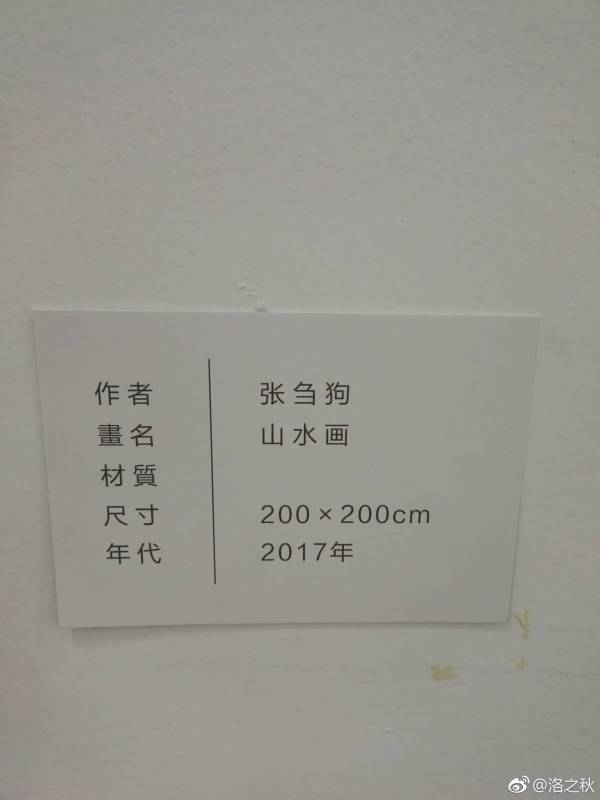 作者 张刍狗
畫名 山水画
材質
尺寸 200×200cm
年代 2017年
@洛之秋